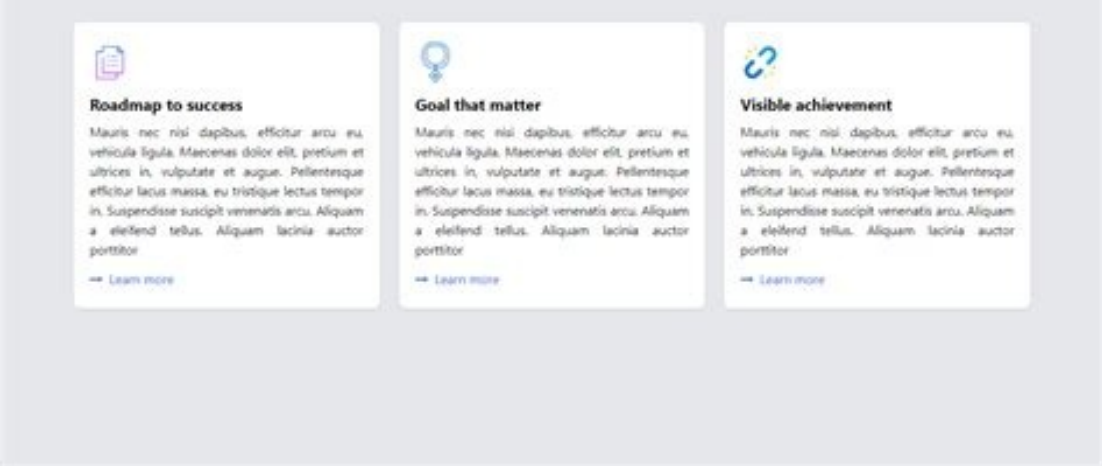 Roadmap to success
Mauris nec nisi dapibus, efficitur arcu eu,
vehicula ligula. Maecenas dolor elit, pretium et
ultrices in, vulputate et augue. Pellentesque
efficitur lacus massa, eu tristique lectus tempor
in. Suspendisse suscipit venenatis arcu. Aliquam
a eleifend tellus. Aliquam lacinia auctor
porttitor
→ Learn more
Goal that matter
Mauris nec nisi dapibus, efficitur arcu eu,
vehicula ligula. Maecenas dolor elit, pretium et
ultrices in, vulputate et augue. Pellentesque
efficitur lacus massa, eu tristique lectus tempor
in. Suspendisse suscipit venenatis arcu. Aliquam
a eleifend tellus. Aliquam lacinia auctor
porttitor
→ Learn more
Visible achievement
Mauris nec nisi dapibus, efficitur arcu eu,
vehicula ligula. Maecenas dolor elit, pretium et
ultrices in, vulputate et augue. Pellentesque
efficitur lacus massa, eu tristique lectus tempor
in. Suspendisse suscipit venenatis arcu. Aliquam
a eleifend tellus. Aliquam lacinia auctor
porttitor
→ Learn more